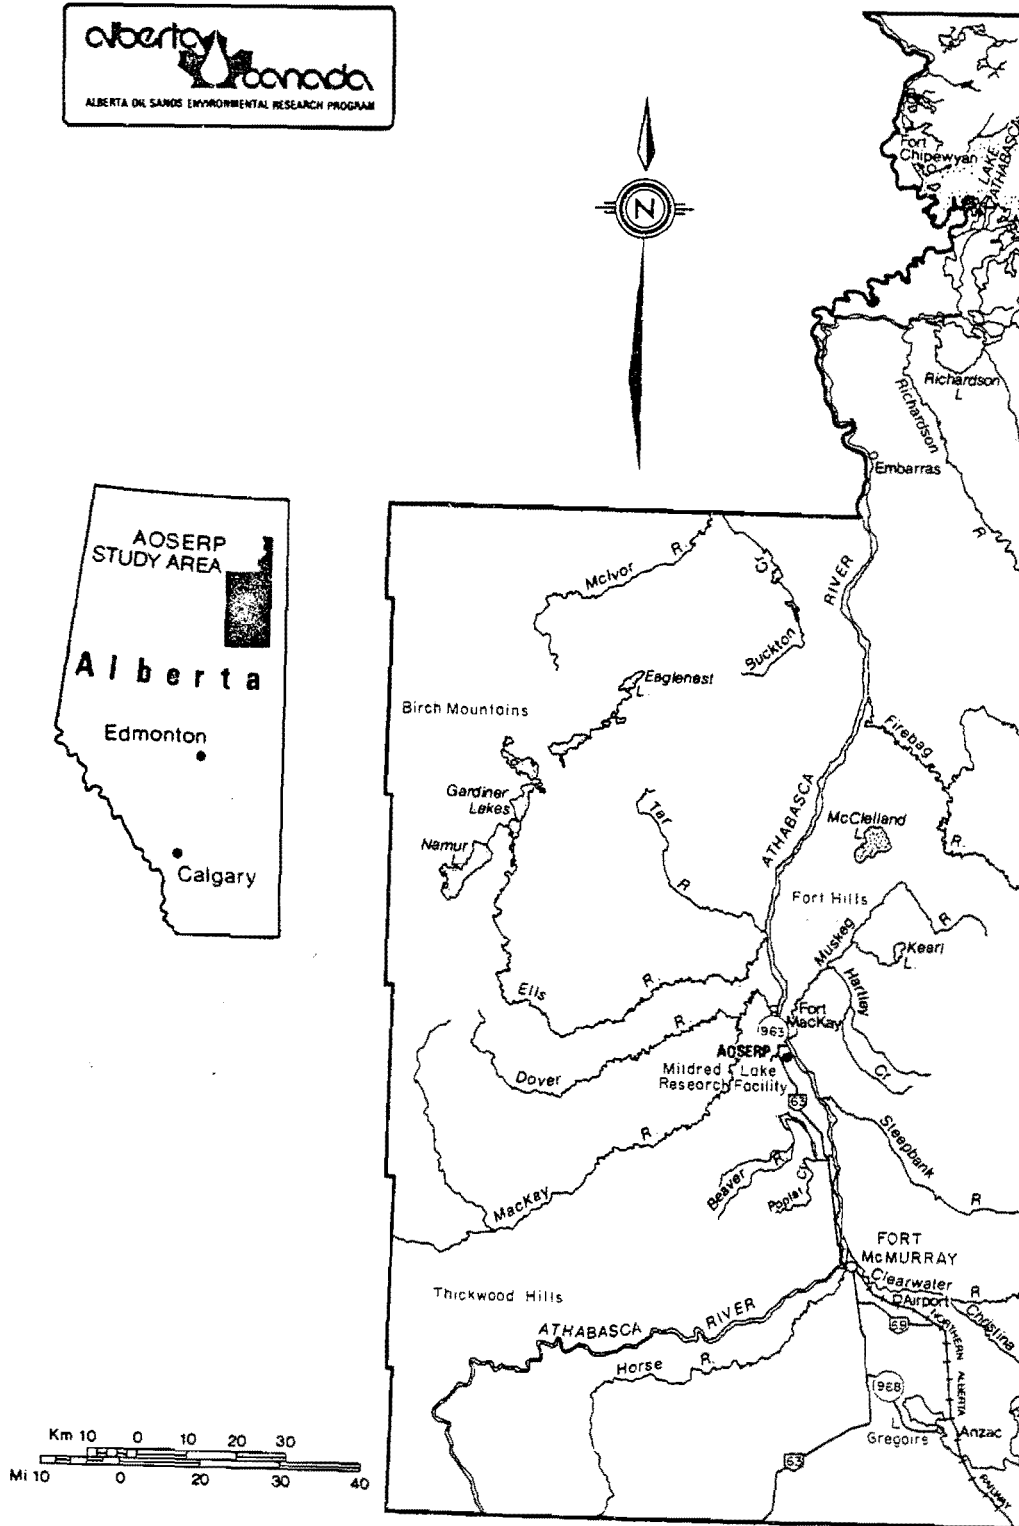 alberta
canada
ALBERTA OIL SANDS ENVIRONMENTAL RESEARCH PROGRAM
N
Fort
Chipewyan
LAKE
ATHABASCA
Richardson
L.
Richardson
R
Embarras
AOSERP
STUDY AREA
Alberta
Edmonton
Calgary
McIvor R.
Buckton Cr
RIVER
ATHABASCA
Birch Mountains
Eaglenest
L.
Gardiner
Lakes
Namur
L.
Tar
R
Firebag
R.
McClelland
L.
Fort Hills
Muskeg
R
Kearl
L.
Hartley
Cr.
Ells
R.
Fort
MacKay
963
AOSERP
Mildred Lake
Research Facility
Dover
R.
63
MacKay
R.
Beaver R.
Poplar Cr
Steepbank
R
FORT
McMURRAY
Clearwater
R
Airport
Christina
Thickwood Hills
ATHABASCA RIVER
69
NORTHERN ALBERTA
RAILWAY
Horse R.
968
L
Gregoire
Anzac
63
Km 10 0 10 20 30
Mi 10 0 20 30 40